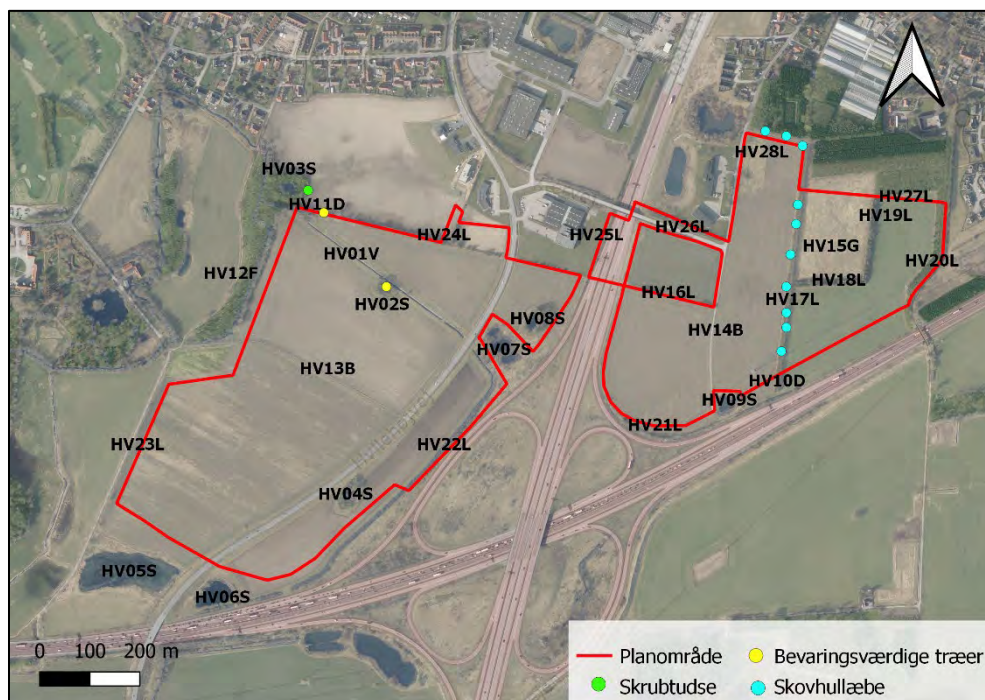 HV28L
HV03S
HV27L
HV11D
HV19L
HV26L
HV25L
HV24L
HV15G
HV01V
HV20L
HV12F
HV18L
HV16L
HV17L
HV02S
HV08S
HV14B
HV07S
HV13B
HV10D
HV09S
HV21L
HV23L
HV22L
HV04S
HV05S
HV06S
0 100 200 m
Planområde
Bevaringsværdige træer
Skrubtudse
Skovhullæbe